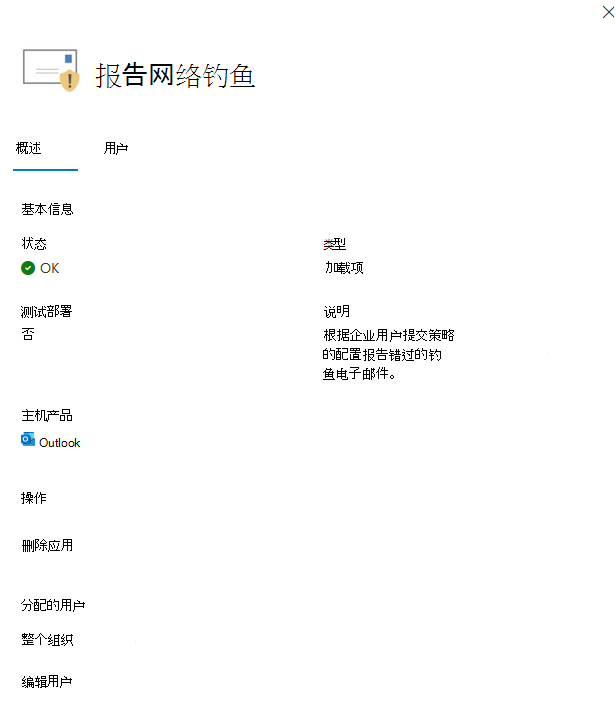 报告网络钓鱼
概述 用户
基本信息
状态 类型
OK 加载项
测试部署 说明
否 根据企业用户提交策略
的配置报告错过的钓
鱼电子邮件。
主机产品
Outlook
操作
删除应用
分配的用户
整个组织
编辑用户